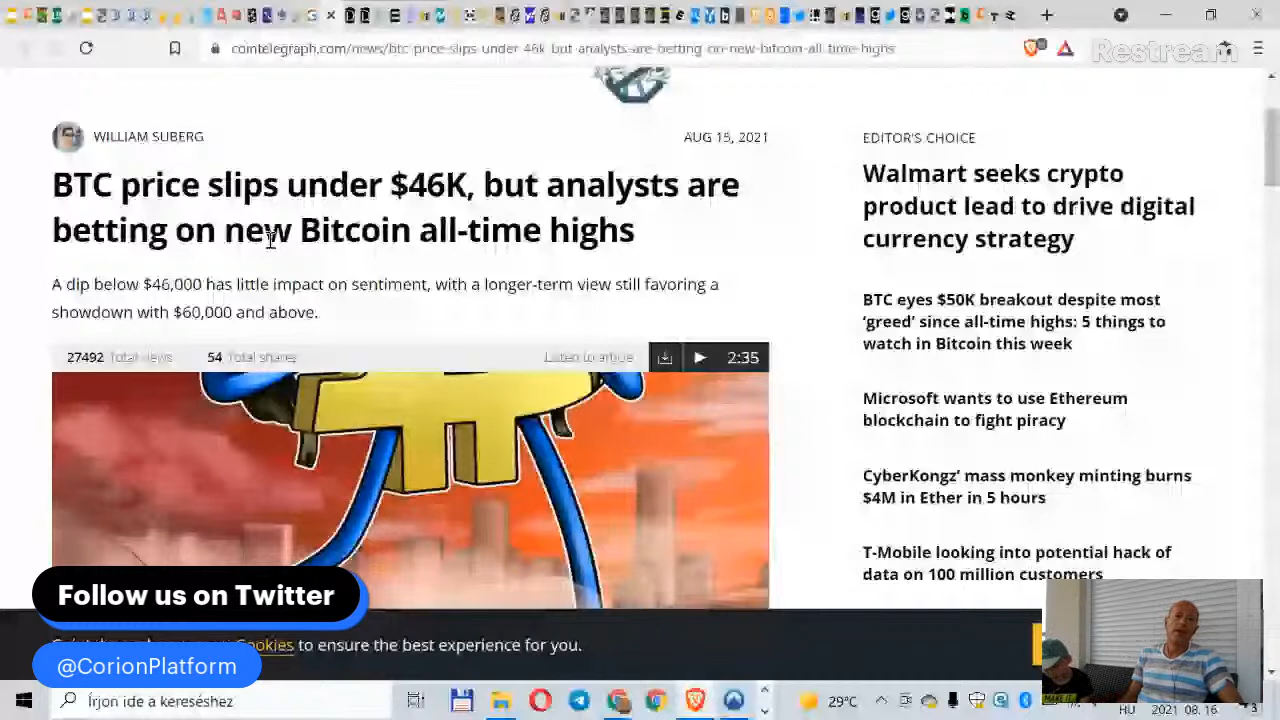 cointelegraph.com/news/btc-price-slips-under-46k-but-analysts-are-betting-on-new-bitcoin-all-time-highs
Restream
WILLIAM SUBERG
AUG 15, 2021
BTC price slips under $46K, but analysts are
betting on new Bitcoin all-time highs
A dip below $46,000 has little impact on sentiment, with a longer-term view still favoring a
showdown with $60,000 and above.
27492 Total views
54 Total shares
Listen to article
2:35
EDITOR'S CHOICE
Walmart seeks crypto
product lead to drive digital
currency strategy
BTC eyes $50K breakout despite most
‘greed’ since all-time highs: 5 things to
watch in Bitcoin this week
Microsoft wants to use Ethereum
blockchain to fight piracy
CyberKongz’ mass monkey minting burns
$4M in Ether in 5 hours
T-Mobile looking into potential hack of
data on 100 million customers
Follow us on Twitter
Cookies to ensure the best experience for you.
@CorionPlatform
Írjon ide a kereséshez
29°C
HU
2021. 08. 16.